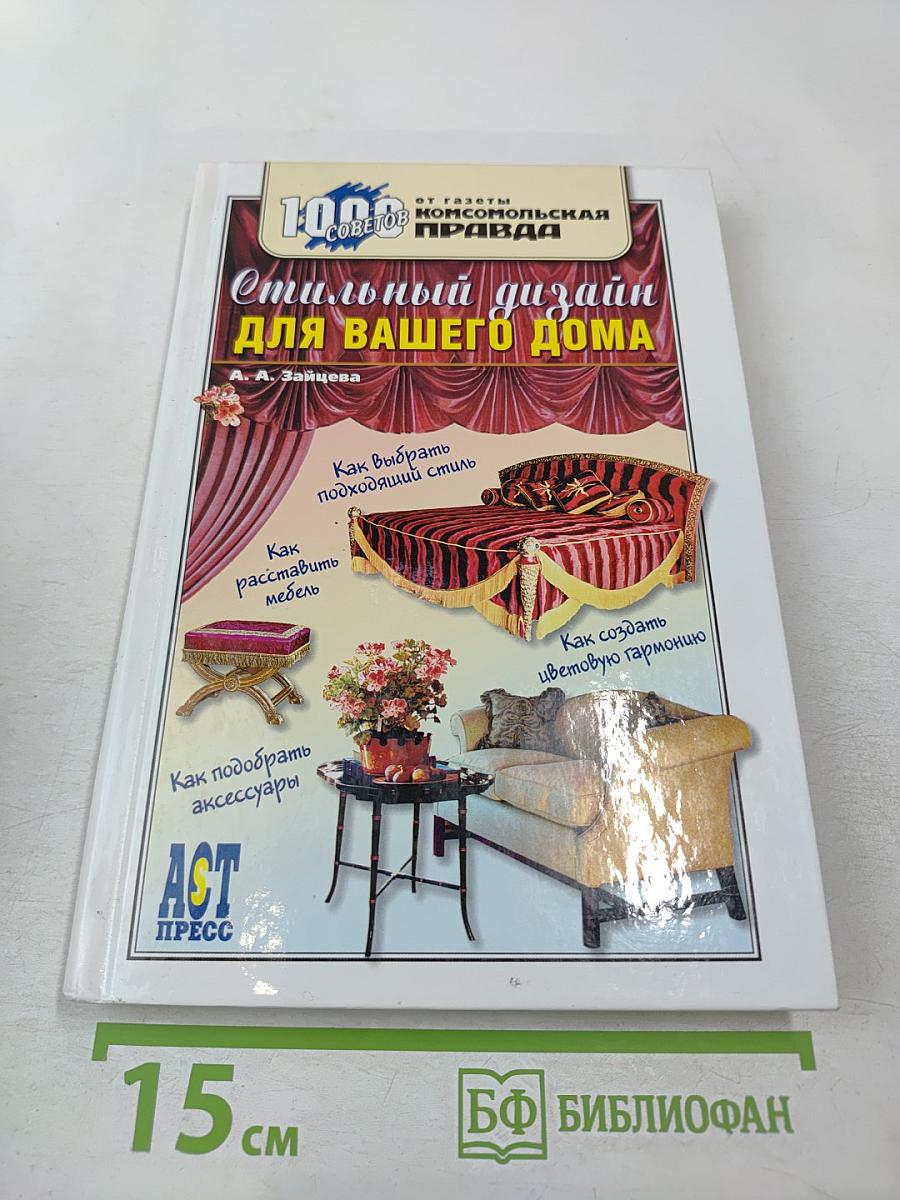 1000
СОВЕТОВ
от газеты
КОМСОМОЛЬСКАЯ
ПРАВДА
Стильный дизайн
ДЛЯ ВАШЕГО ДОМА
А. А. Зайцева
Как выбрать
подходящий стиль
Как
расставить
мебель
Как создать
цветовую гармонию
Как подобрать
аксессуары
АСТ
ПРЕСС
15 см
БФ БИБЛИОФАН